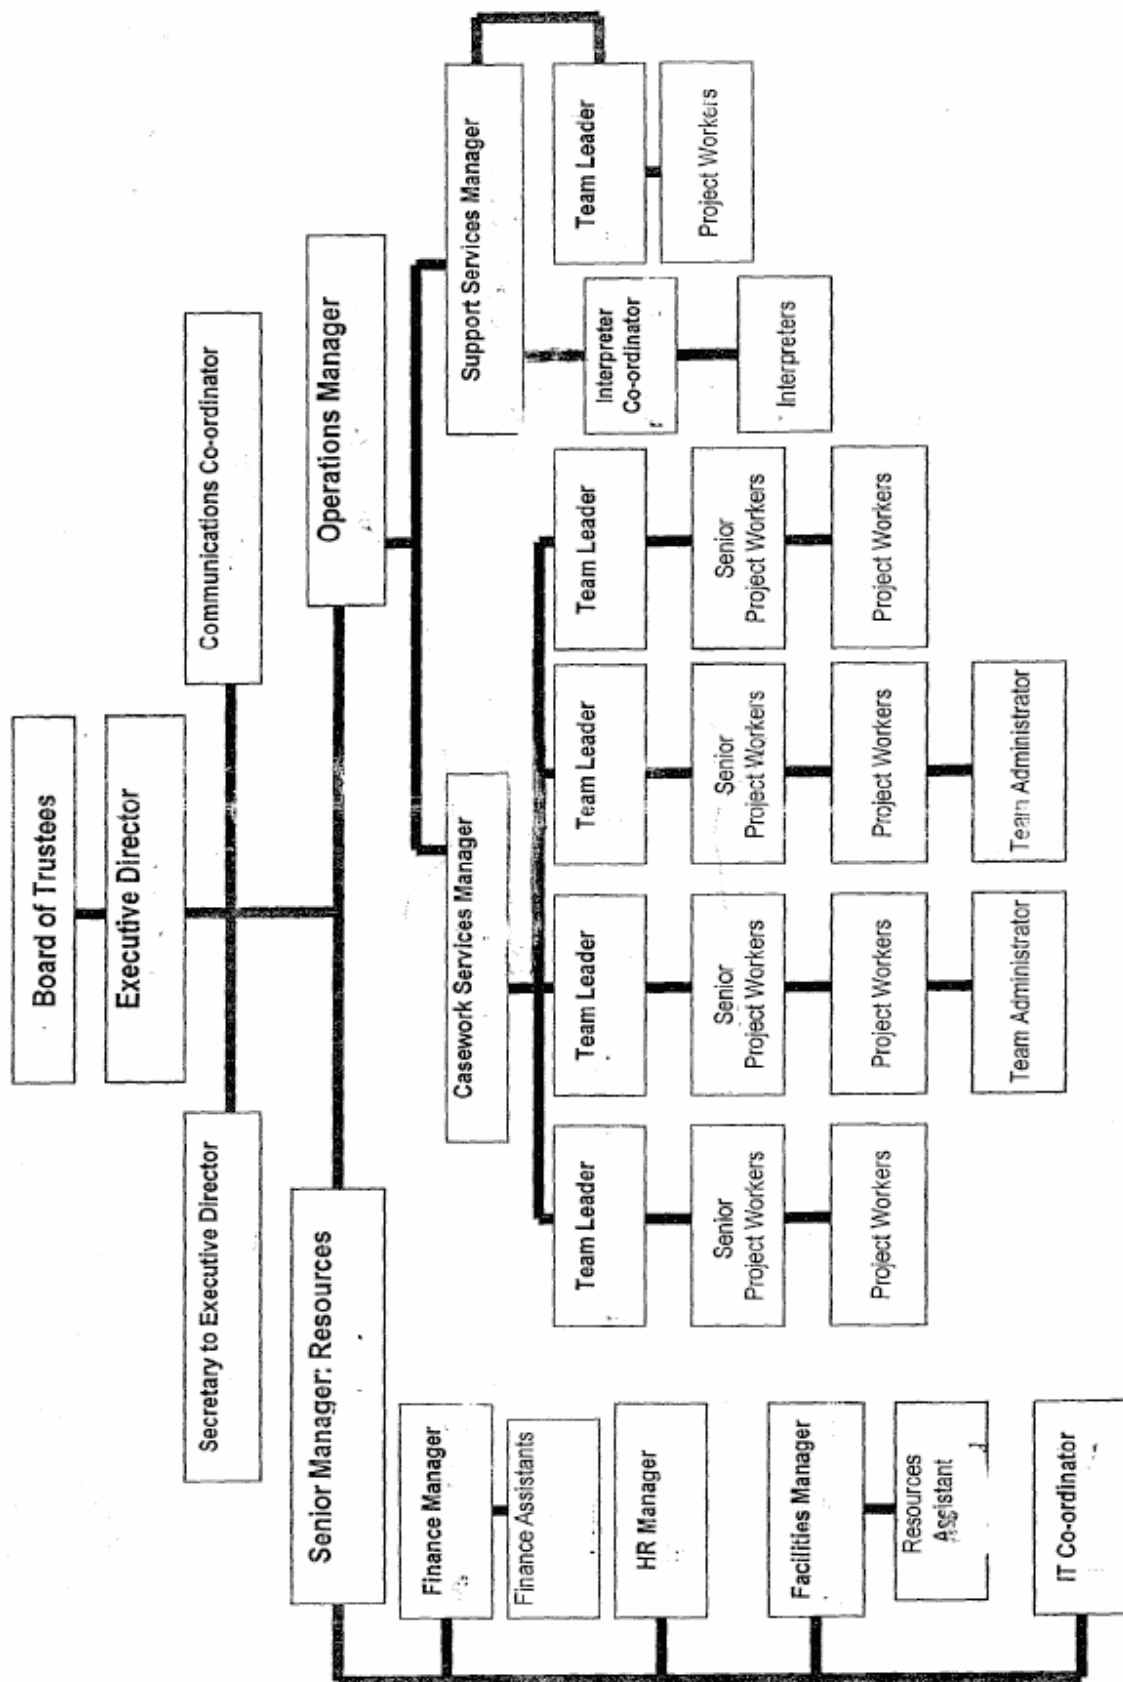 Board of Trustees
Executive Director
Secretary to Executive Director
Communications Co-ordinator
Senior Manager: Resources
Operations Manager
Finance Manager
Finance Assistants
HR Manager
Facilities Manager
Resources
Assistant
IT Co-ordinator
Casework Services Manager
Support Services Manager
Team Leader
Senior
Project Workers
Project Workers
Team Leader
Senior
Project Workers
Project Workers
Team Administrator
Team Leader
Senior
Project Workers
Project Workers
Team Administrator
Team Leader
Senior
Project Workers
Project Workers
Interpreter
Co-ordinator
Interpreters
Team Leader
Project Workers